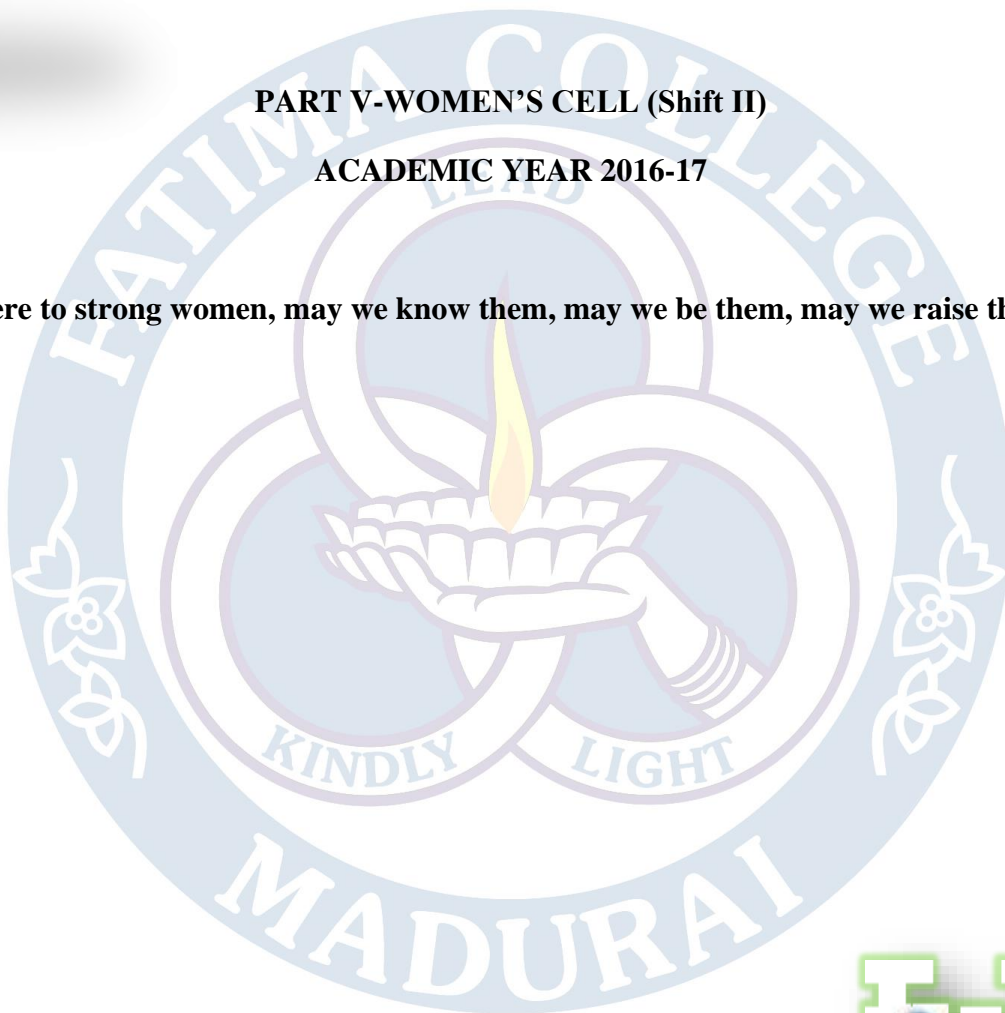 FATIMA COLLEGE
PART V-WOMEN'S CELL (Shift II)
ACADEMIC YEAR 2016-17
LEAD
ere to strong women, may we know them, may we be them, may we raise th
KINDLY LIGHT
MADURAI